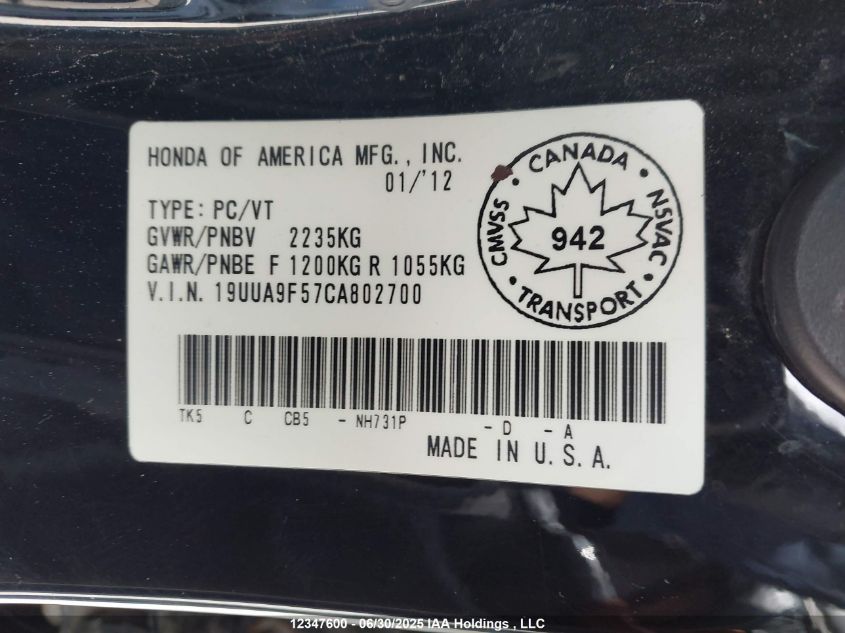 HONDA OF AMERICA MFG., INC.
01/'12
TYPE: PC/VT
GVWR/PNBV 2235KG
GAWR/PNBE F 1200KG R 1055KG
V.I.N. 19UUA9F57CA802700
CANADA
CMVSS
NSVAC
942
TRANSPORT
TK5 C CB5 - NH731P - D - A
MADE IN U.S.A.
12347600 - 06/30/2025 IAA Holdings , LLC